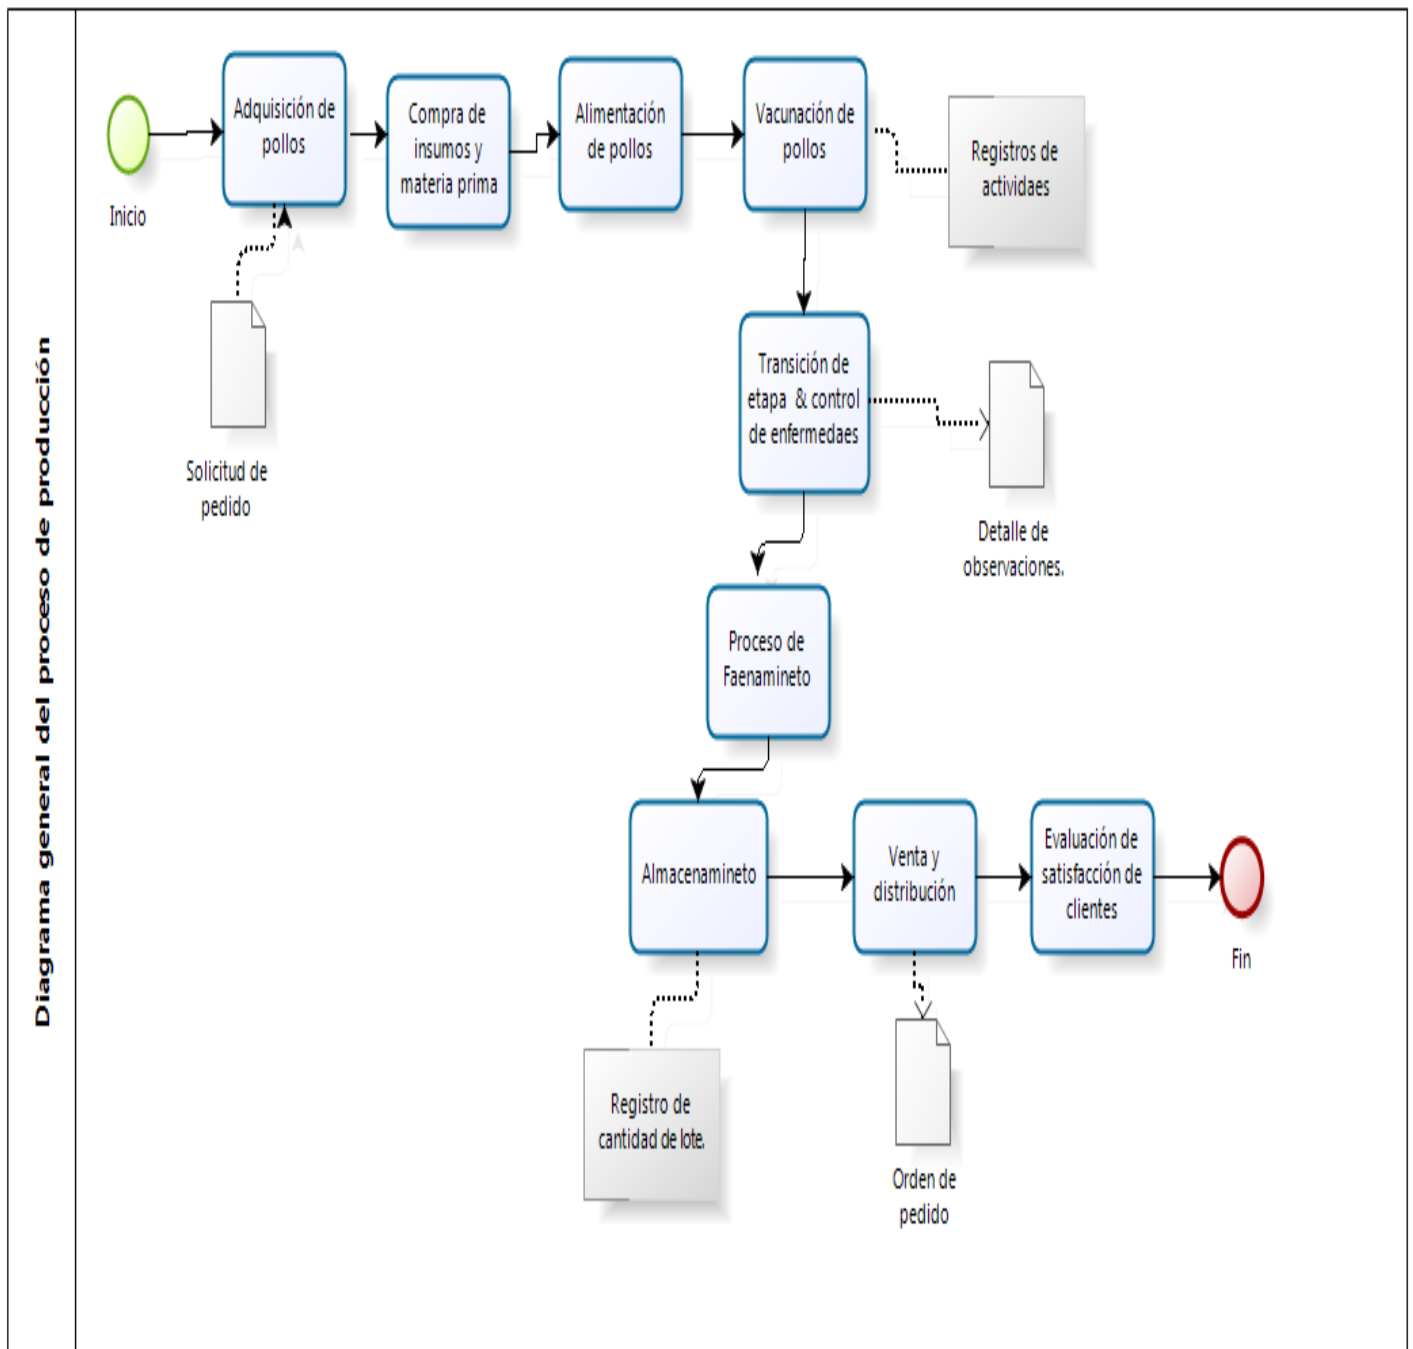 Diagrama general del proceso de producción
Inicio
Adquisición de
pollos
Compra de
insumos y
materia prima
Alimentación
de pollos
Vacunación de
pollos
Registros de
actividaes
Solicitud de
pedido
Transición de
etapa & control
de enfermedaes
Detalle de
observaciones.
Proceso de
Faenamineto
Almacenamineto
Venta y
distribución
Evaluación de
satisfacción de
clientes
Fin
Registro de
cantidad de lote.
Orden de
pedido